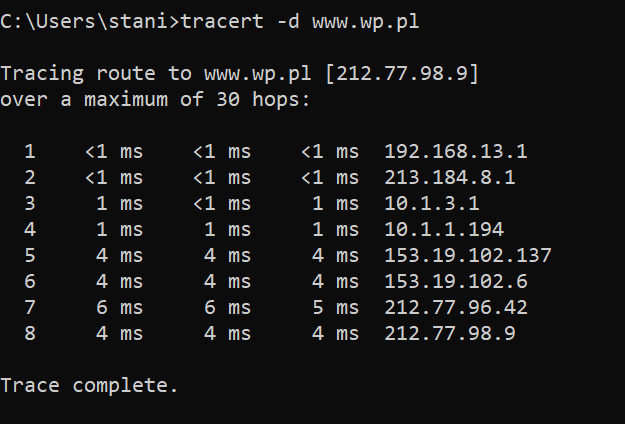 C:\Users\stani>tracert -d www.wp.pl
Tracing route to www.wp.pl [212.77.98.9]
over a maximum of 30 hops:
1 <1 ms <1 ms <1 ms 192.168.13.1
2 <1 ms <1 ms <1 ms 213.184.8.1
3 1 ms <1 ms 1 ms 10.1.3.1
4 1 ms 1 ms 1 ms 10.1.1.194
5 4 ms 4 ms 4 ms 153.19.102.137
6 4 ms 4 ms 4 ms 153.19.102.6
7 6 ms 6 ms 5 ms 212.77.96.42
8 4 ms 4 ms 4 ms 212.77.98.9
Trace complete.